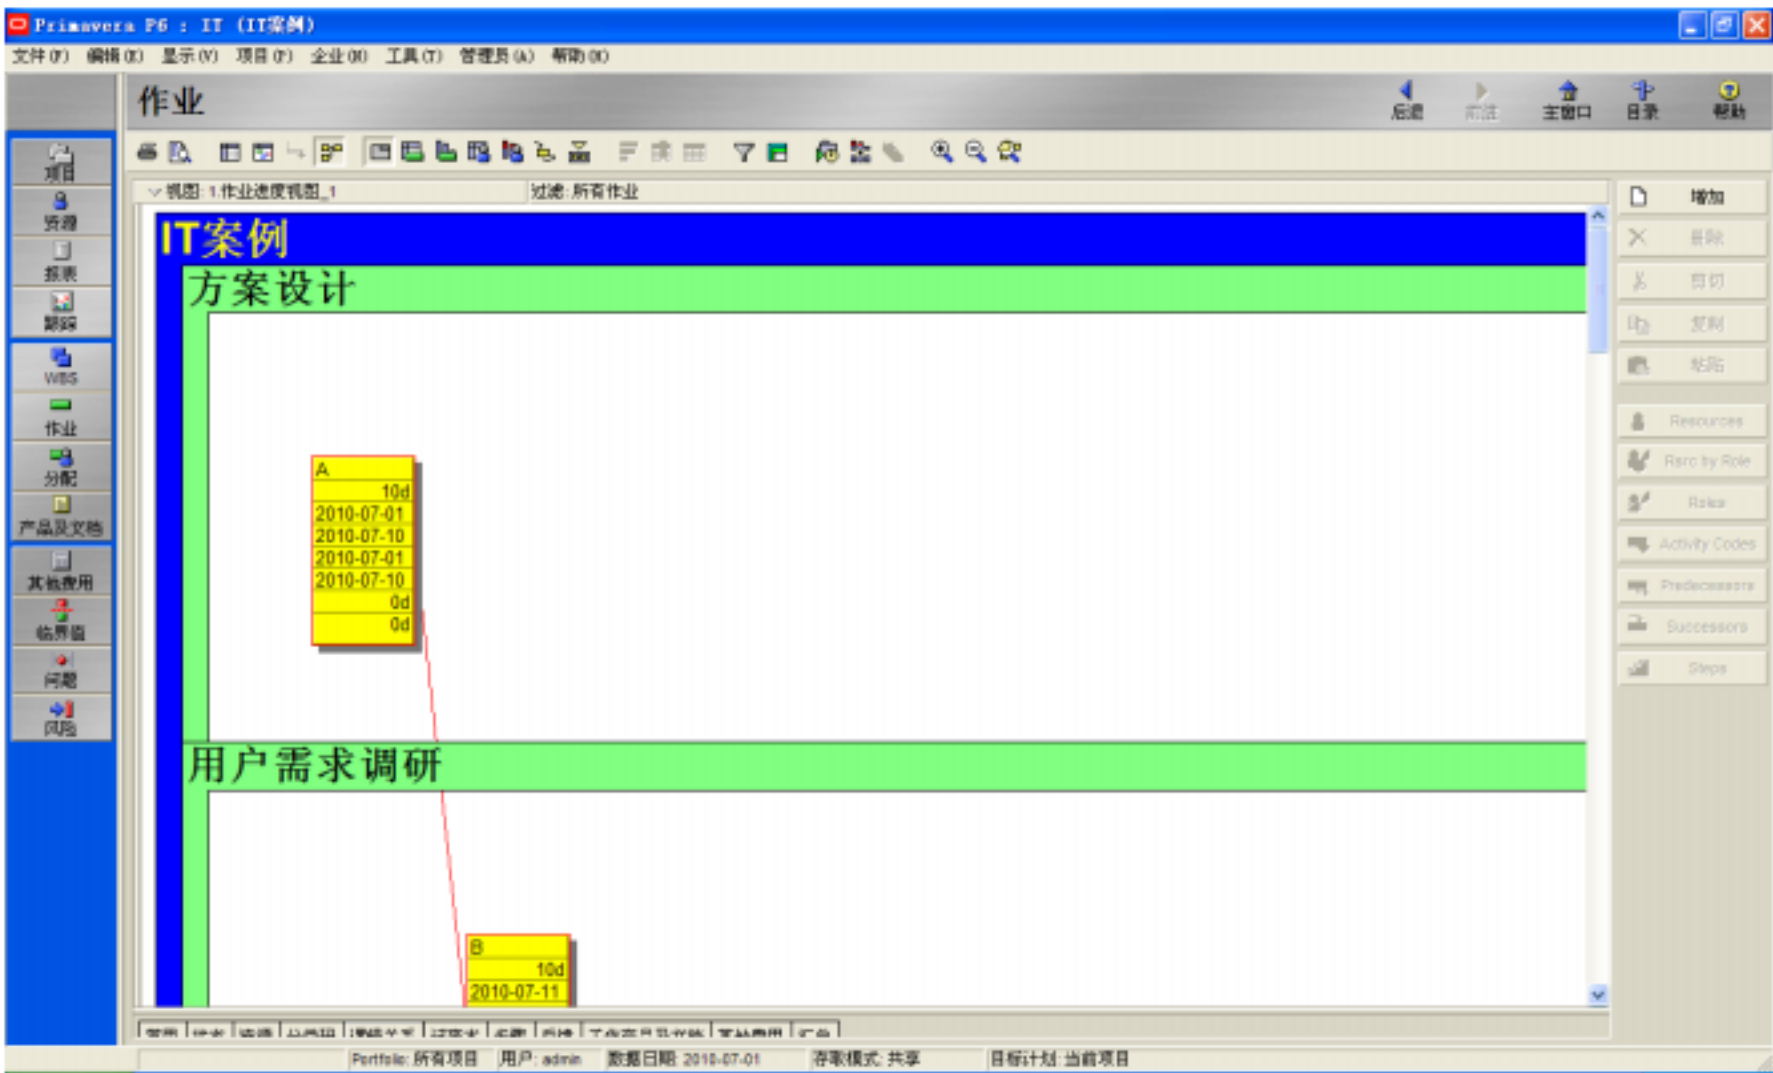 Primavera P6 : IT (IT案例)
文件(F) 编辑(E) 显示(V) 项目(P) 企业(N) 工具(T) 管理员(A) 帮助(H)
作业
后退 前进 主窗口 目录 帮助
视图: 1.作业进度视图_1 过滤: 所有作业
项目
资源
报表
跟踪
WBS
作业
分配
产品及文档
其他费用
临界值
问题
风险
IT案例
方案设计
A
10d
2010-07-01
2010-07-10
2010-07-01
2010-07-10
0d
0d
用户需求调研
B
10d
2010-07-11
增加
删除
剪切
复制
粘贴
Resources
Rsrc by Role
Roles
Activity Codes
Predecessors
Successors
Steps
Portfolio: 所有项目 用户: admin 数据日期: 2010-07-01 存取模式: 共享 目标计划: 当前项目